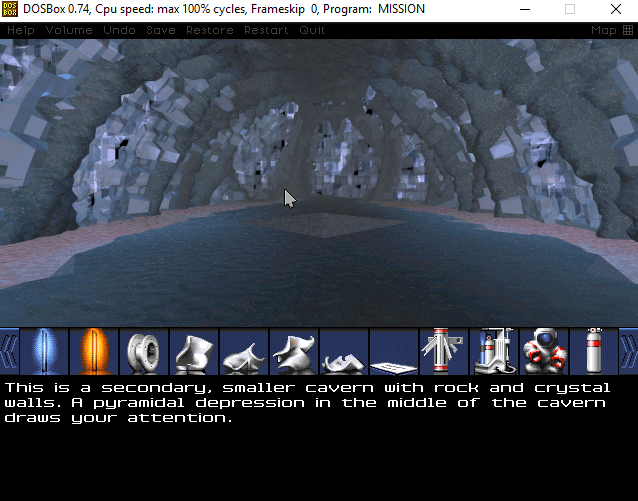 DOS BOX DOSBox 0.74, Cpu speed: max 100% cycles, Frameskip 0, Program: MISSION
Help Volume Undo Save Restore Restart Quit Map
This is a secondary, smaller cavern with rock and crystal
walls. A pyramidal depression in the middle of the cavern
draws your attention.